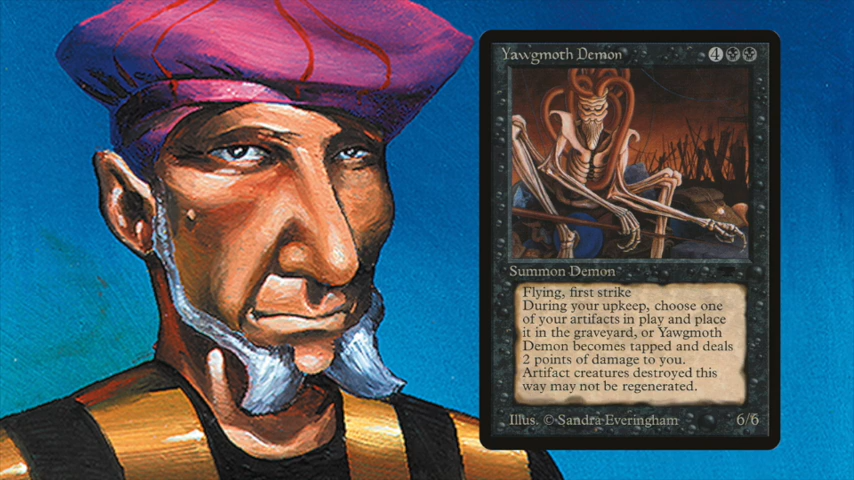 Yawgmoth Demon 4
Summon Demon
Flying, first strike
During your upkeep, choose one
of your artifacts in play and place
it in the graveyard, or Yawgmoth
Demon becomes tapped and deals
2 points of damage to you.
Artifact creatures destroyed this
way may not be regenerated.
Illus. © Sandra Everingham 6/6